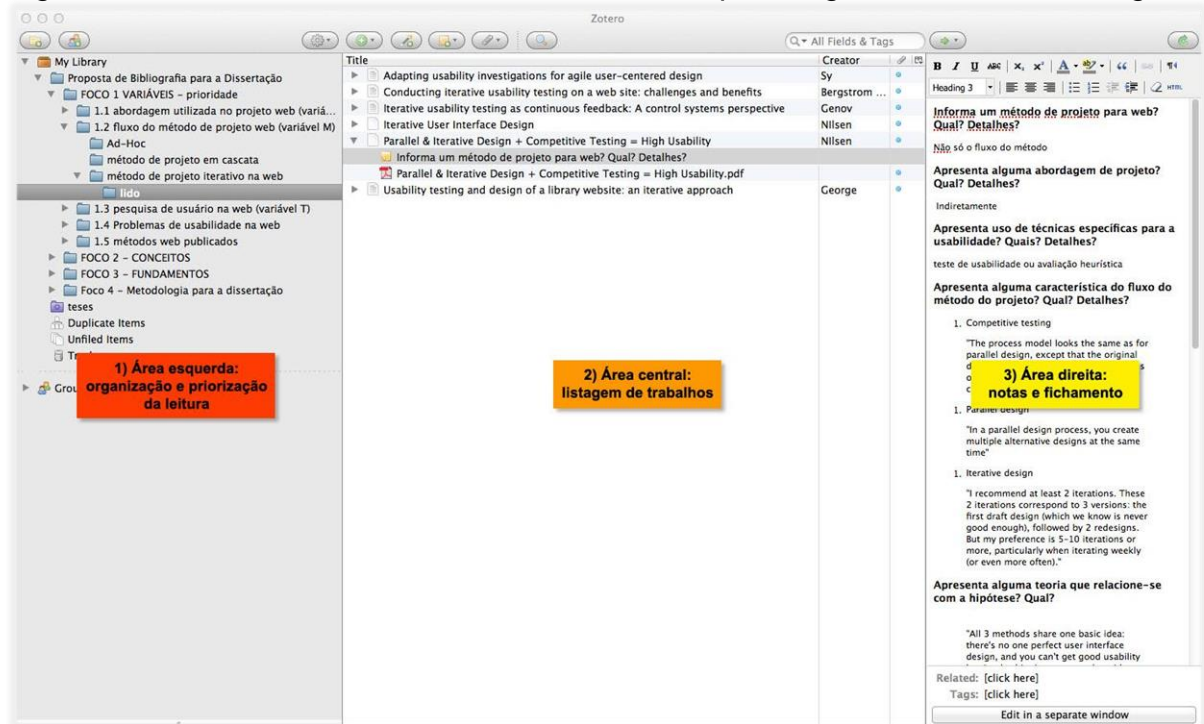 Zotero
All Fields & Tags
My Library
Proposta de Bibliografia para a Dissertação
FOCO 1 VARIÁVEIS – prioridade
1.1 abordagem utilizada no projeto web (variá...
1.2 fluxo do método de projeto web (variável M)
Ad-Hoc
método de projeto em cascata
método de projeto iterativo na web
lido
1.3 pesquisa de usuário na web (variável T)
1.4 Problemas de usabilidade na web
1.5 métodos web publicados
FOCO 2 – CONCEITOS
FOCO 3 – FUNDAMENTOS
Foco 4 – Metodologia para a dissertação
teses
Duplicate Items
Unfiled Items
1) Área esquerda:
organização e priorização
da leitura
Title Creator
Adapting usability investigations for agile user-centered design Sy
Conducting iterative usability testing on a web site: challenges and benefits Bergstrom ...
Iterative usability testing as continuous feedback: A control systems perspective Genov
Iterative User Interface Design NIlsen
Parallel & Iterative Design + Competitive Testing = High Usability NIlsen
Informa um método de projeto para web? Qual? Detalhes?
Parallel & Iterative Design + Competitive Testing = High Usability.pdf
Usability testing and design of a library website: an iterative approach George
2) Área central:
listagem de trabalhos
B I U ABC x, x² A aby “ ¶
Heading 3 HTML
Informa um método de projeto para web?
Qual? Detalhes?
Não só o fluxo do método
Apresenta alguma abordagem de projeto?
Qual? Detalhes?
Indiretamente
Apresenta uso de técnicas específicas para a
usabilidade? Quais? Detalhes?
teste de usabilidade ou avaliação heurística
Apresenta alguma característica do fluxo do
método do projeto? Qual? Detalhes?
1. Competitive testing
"The process model looks the same as for
parallel design, except that the original
3) Área direita:
notas e fichamento
1. Parallel design
"In a parallel design process, you create
multiple alternative designs at the same
time"
1. Iterative design
"I recommend at least 2 iterations. These
2 iterations correspond to 3 versions: the
first draft design (which we know is never
good enough), followed by 2 redesigns.
But my preference is 5-10 iterations or
more, particularly when iterating weekly
(or even more often)."
Apresenta alguma teoria que relacione-se
com a hipótese? Qual?
"All 3 methods share one basic idea:
there's no one perfect user interface
design, and you can't get good usability
Related: [click here]
Tags: [click here]
Edit in a separate window